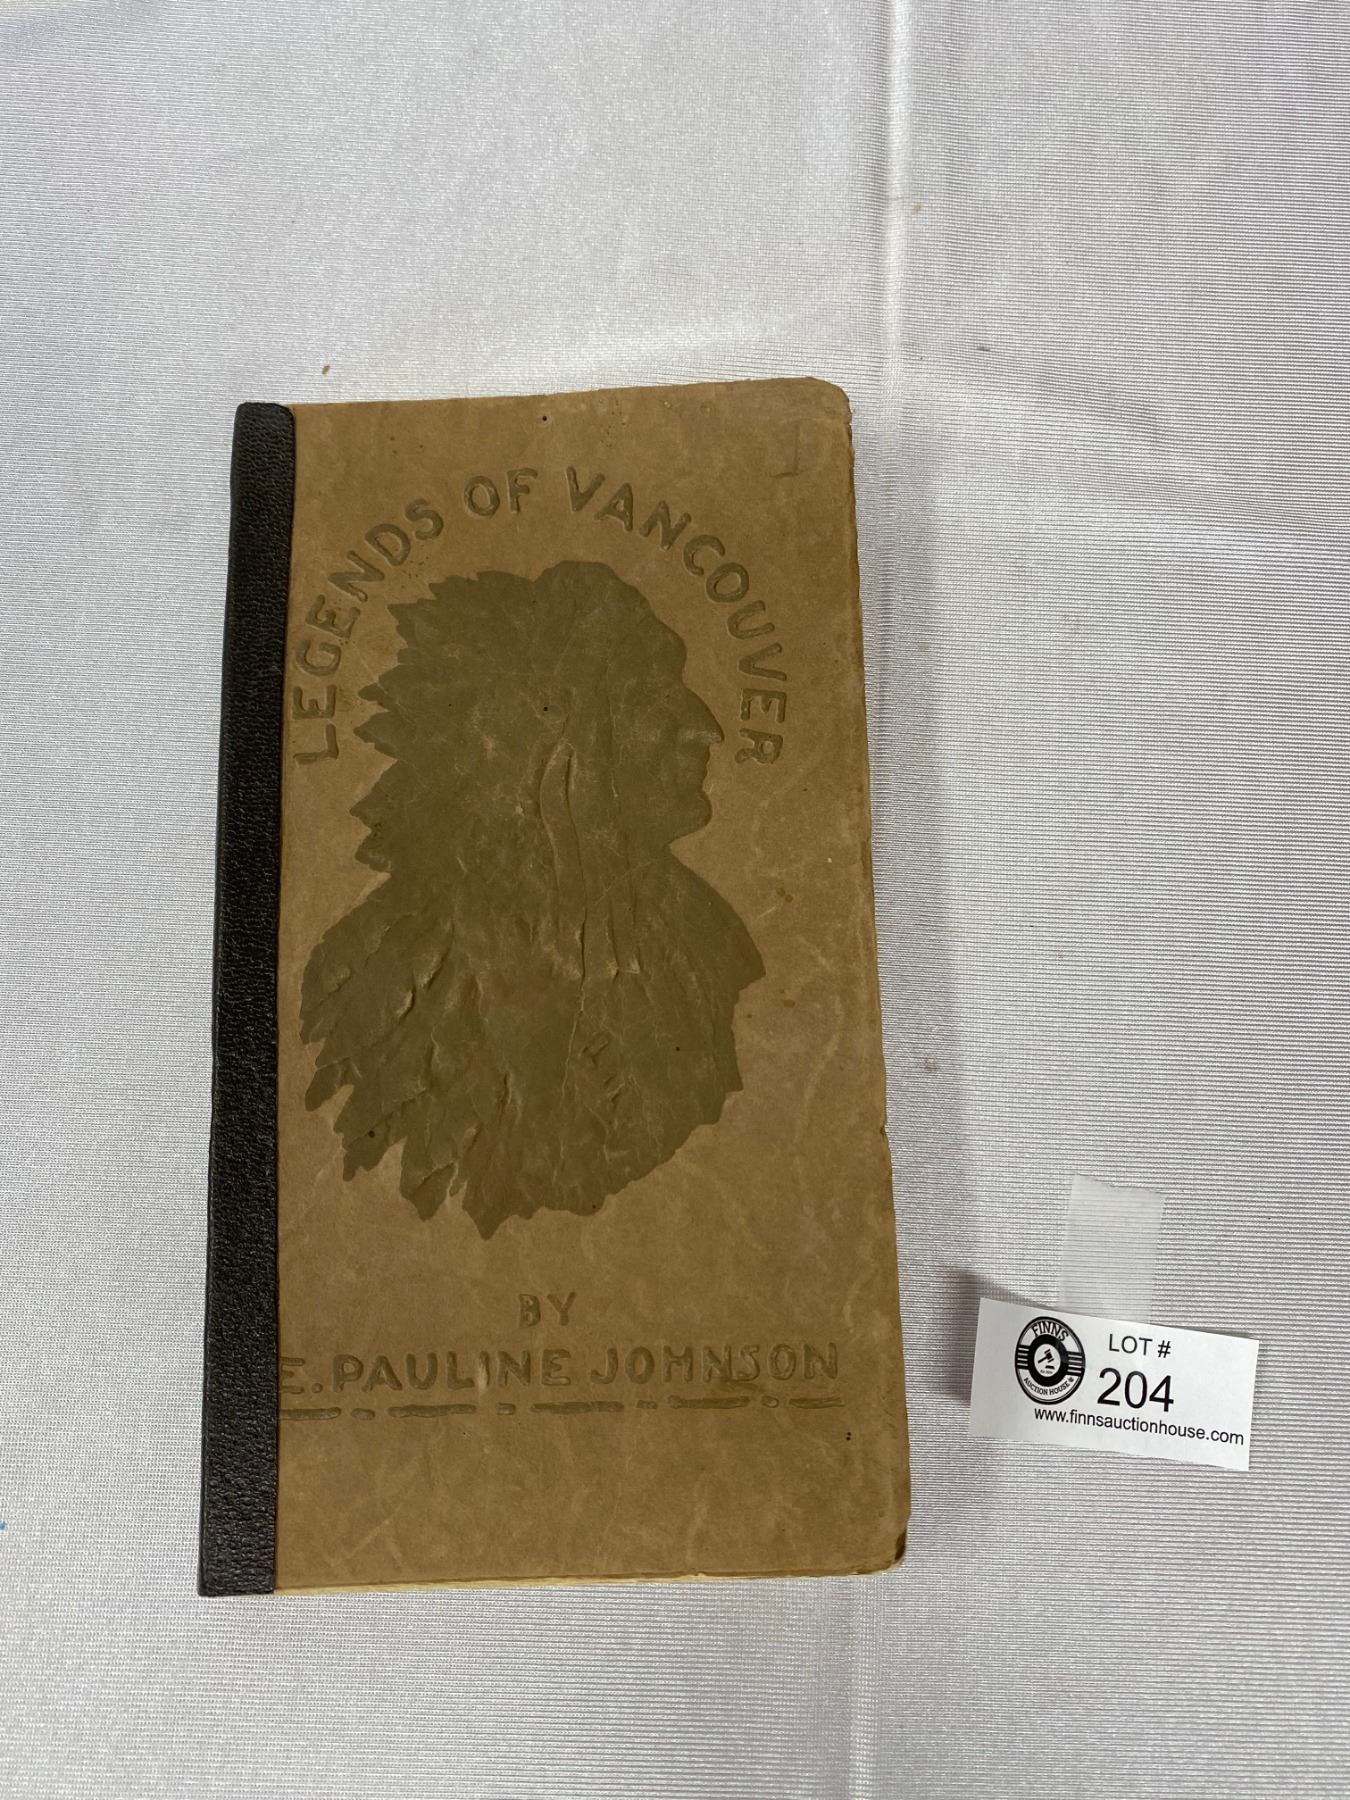 LEGENDS OF VANCOUVER
BY
E. PAULINE JOHNSON
FINNS
AUCTION HOUSE
LOT #
204
www.finnsauctionhouse.com